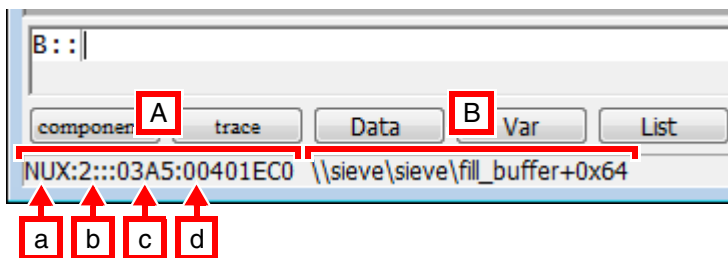 B::
componen A trace Data B Var List
NUX:2:::03A5:00401EC0 \\sieve\sieve\fill_buffer+0x64
a b c d